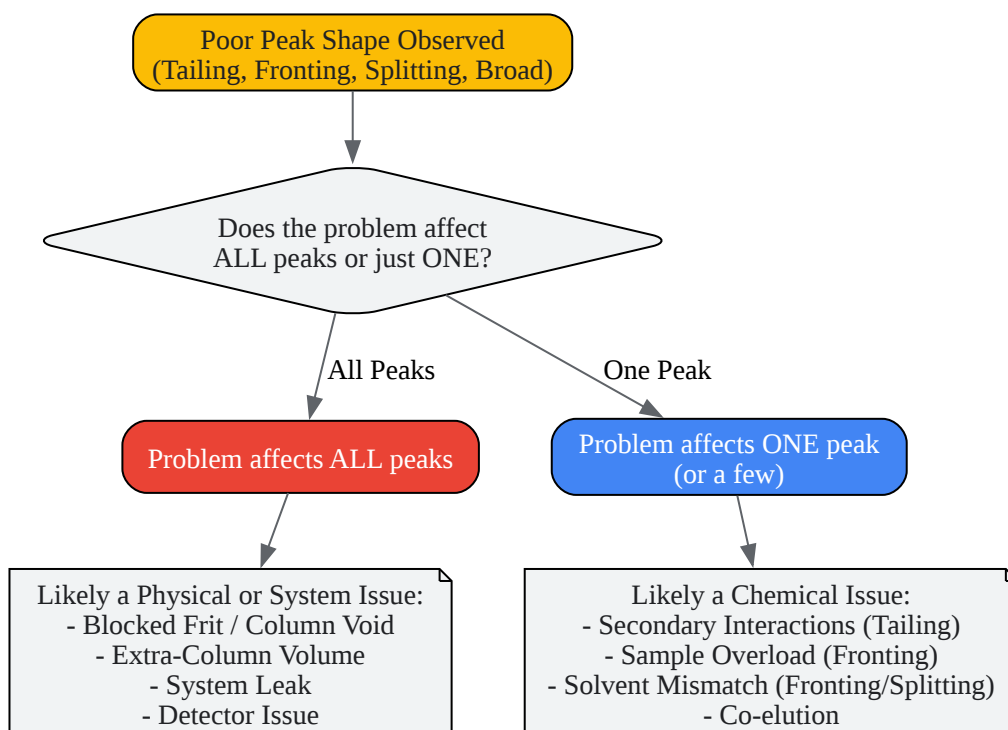 Poor Peak Shape Observed
(Tailing, Fronting, Splitting, Broad)
Does the problem affect
ALL peaks or just ONE?
All Peaks
One Peak
Problem affects ALL peaks
Problem affects ONE peak
(or a few)
Likely a Physical or System Issue:
- Blocked Frit / Column Void
- Extra-Column Volume
- System Leak
- Detector Issue
Likely a Chemical Issue:
- Secondary Interactions (Tailing)
- Sample Overload (Fronting)
- Solvent Mismatch (Fronting/Splitting)
- Co-elution